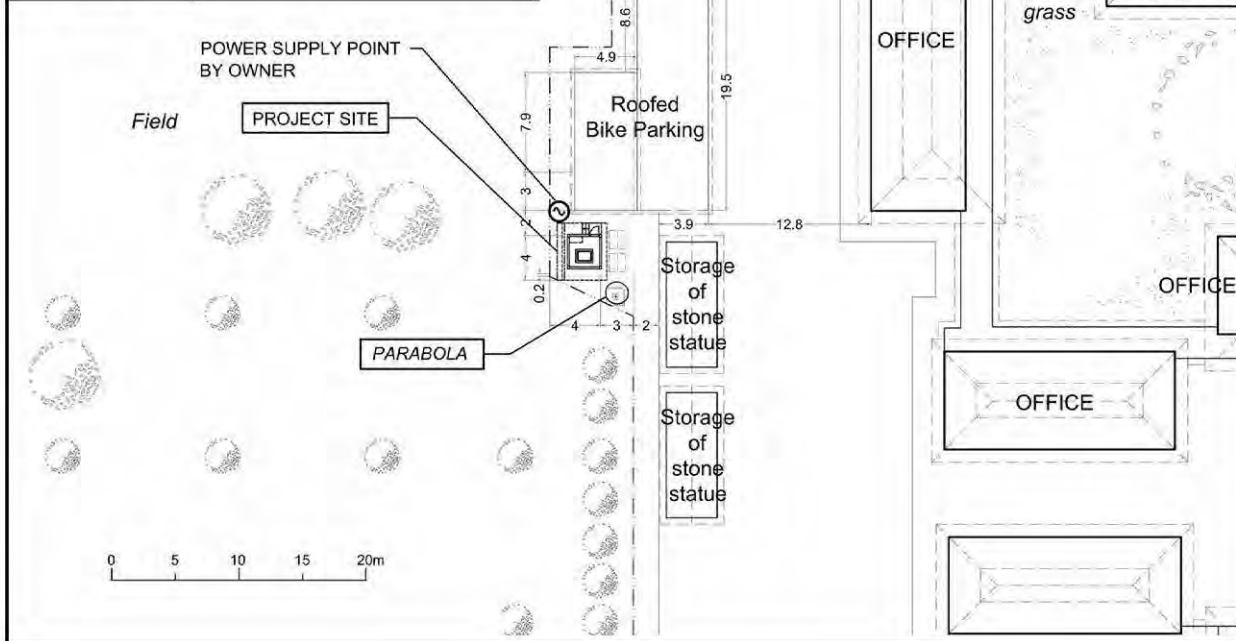 grass
8.6
POWER SUPPLY POINT
BY OWNER
OFFICE
4.9
19.5
Roofed
Bike Parking
7.9
Field
PROJECT SITE
3
2
3.9
12.8
4
Storage
of
stone
statue
OFFICE
0.2
4
3
2
PARABOLA
OFFICE
Storage
of
stone
statue
0
5
10
15
20m